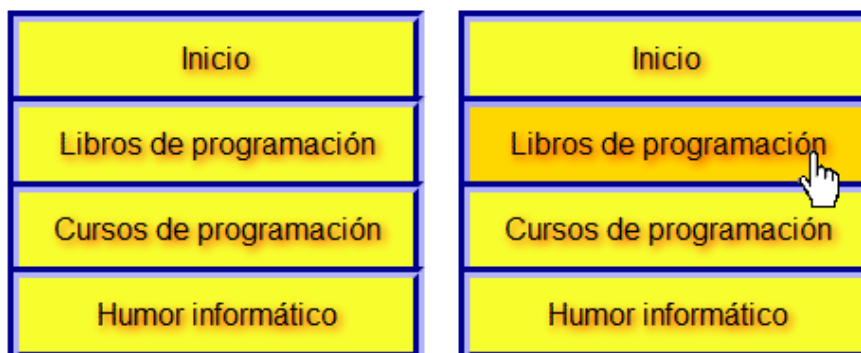 Inicio
Libros de programación
Cursos de programación
Humor informático
Inicio
Libros de programación
Cursos de programación
Humor informático